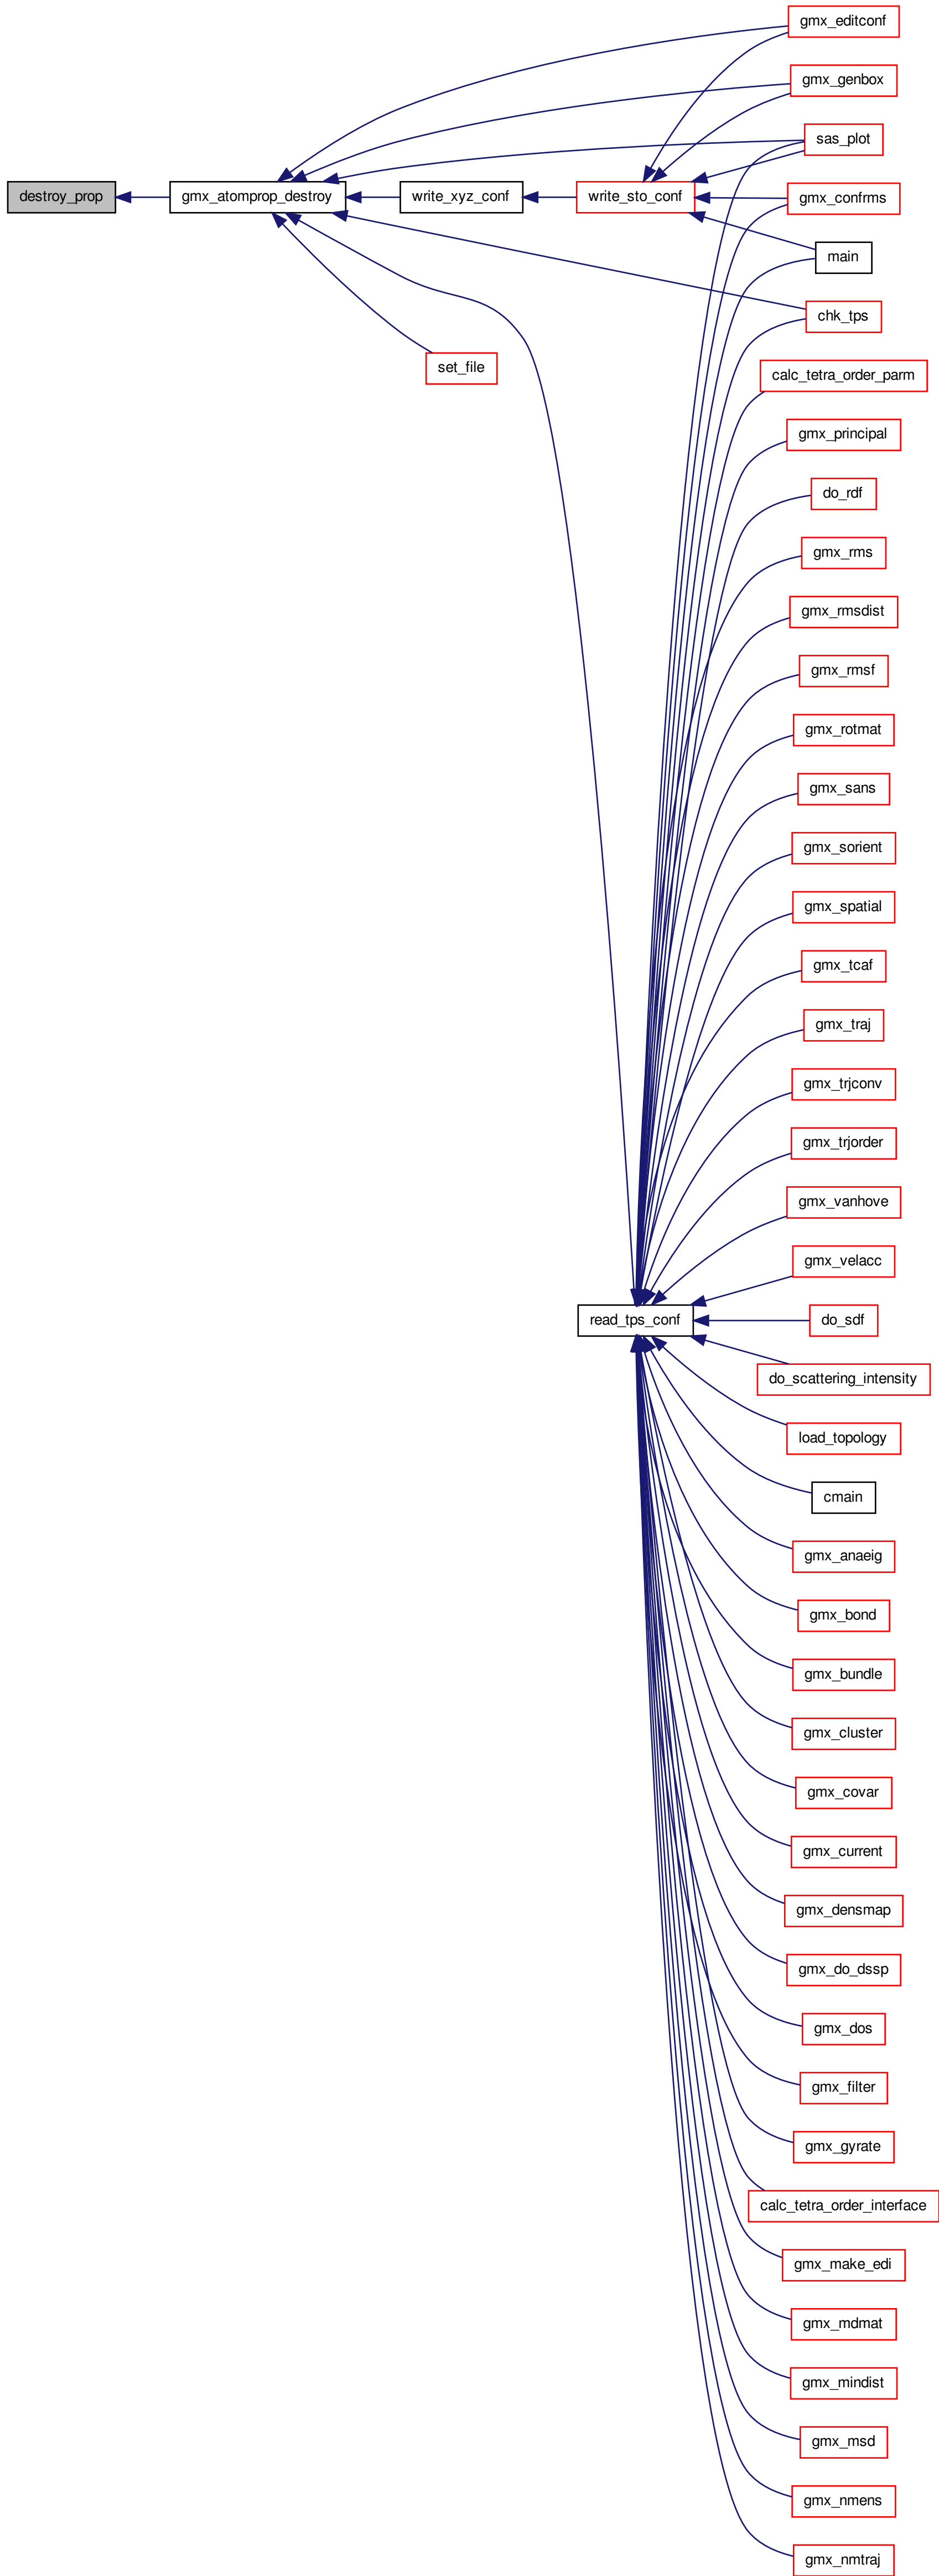 destroy_prop
gmx_atomprop_destroy
write_xyz_conf
set_file
write_sto_conf
read_tps_conf
gmx_editconf
gmx_genbox
sas_plot
gmx_confrms
main
chk_tps
calc_tetra_order_parm
gmx_principal
do_rdf
gmx_rms
gmx_rmsdist
gmx_rmsf
gmx_rotmat
gmx_sans
gmx_sorient
gmx_spatial
gmx_tcaf
gmx_traj
gmx_trjconv
gmx_trjorder
gmx_vanhove
gmx_velacc
do_sdf
do_scattering_intensity
load_topology
cmain
gmx_anaeig
gmx_bond
gmx_bundle
gmx_cluster
gmx_covar
gmx_current
gmx_densmap
gmx_do_dssp
gmx_dos
gmx_filter
gmx_gyrate
calc_tetra_order_interface
gmx_make_edi
gmx_mdmat
gmx_mindist
gmx_msd
gmx_nmens
gmx_nmtraj